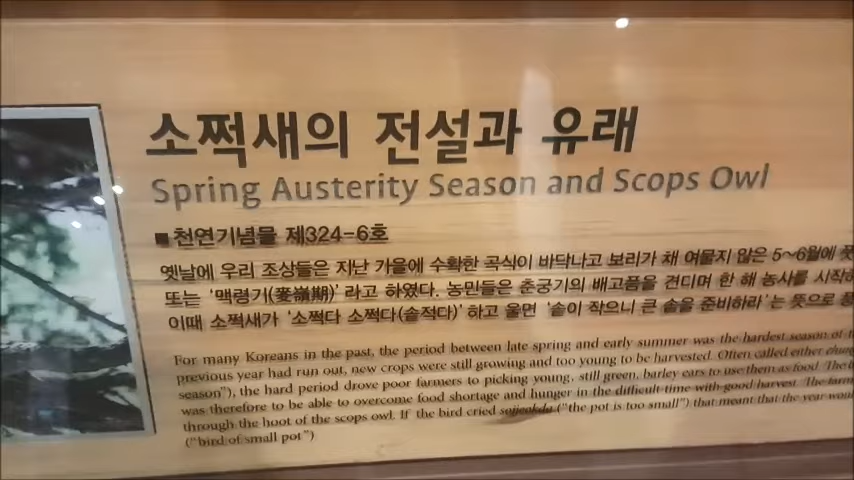 소쩍새의 전설과 유래
Spring Austerity Season and Scops Owl
■천연기념물 제324-6호
옛날에 우리 조상들은 지난 가을에 수확한 곡식이 바닥나고 보리가 채 여물지 않은 5~6월에
또는 '맥령기(麥嶺期)' 라고 하였다. 농민들은 춘궁기의 배고픔을 견디며 한 해 농사를 시작
이때 소쩍새가 '소쩍다 소쩍다(솥적다)' 하고 울면 '솥이 작으니 큰 솥을 준비하라'는 뜻으로
For many Koreans in the past, the period between late spring and early summer was the hardest season of
previous year had run out, new crops were still growing and too young to be harvested. Often called either
season"), the hard period drove poor farmers to picking young, still green, barley ears to use them as food.
was therefore to be able to overcome food shortage and hunger in the difficult time with good harvest. The
through the hoot of the scops owl. If the bird cried sojjeokda ("the pot is too small") that meant that the year
("bird of small pot")